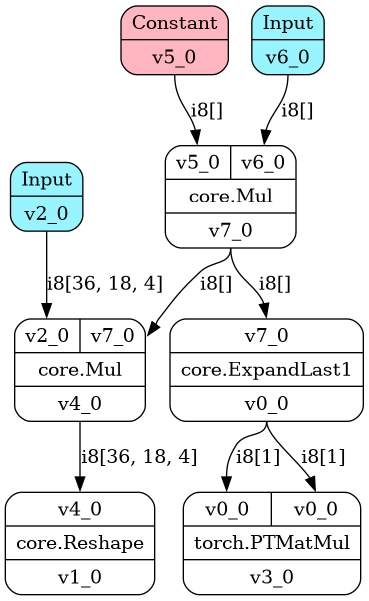 Constant
v5_0
Input
v6_0
i8[]
i8[]
v5_0 v6_0
core.Mul
v7_0
Input
v2_0
i8[36, 18, 4]
i8[]
i8[]
v2_0 v7_0
core.Mul
v4_0
v7_0
core.ExpandLast1
v0_0
i8[36, 18, 4]
i8[1]
i8[1]
v4_0
core.Reshape
v1_0
v0_0 v0_0
torch.PTMatMul
v3_0